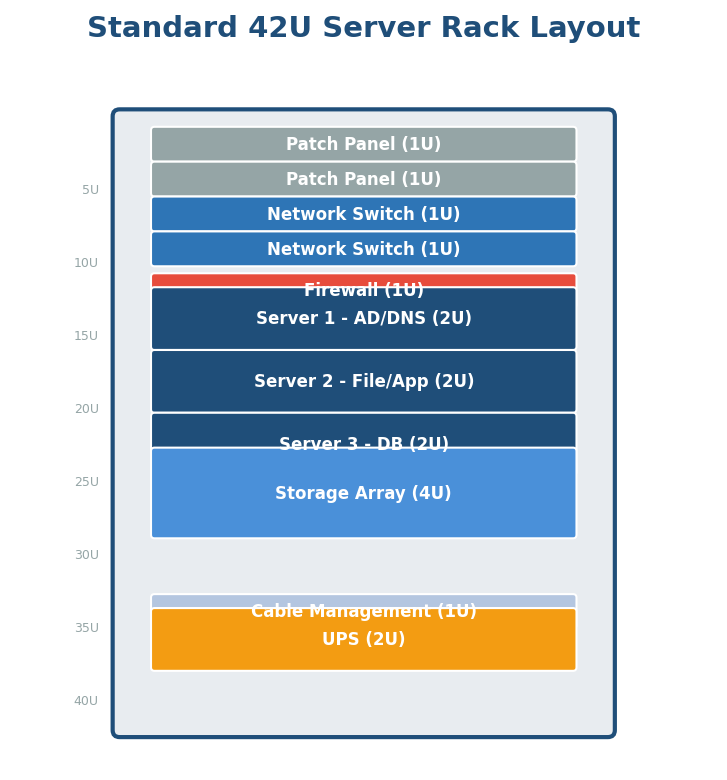 Standard 42U Server Rack Layout
Patch Panel (1U)
Patch Panel (1U)
5U
Network Switch (1U)
Network Switch (1U)
10U
Firewall (1U)
Server 1 - AD/DNS (2U)
15U
Server 2 - File/App (2U)
20U
Server 3 - DB (2U)
25U
Storage Array (4U)
30U
Cable Management (1U)
35U
UPS (2U)
40U